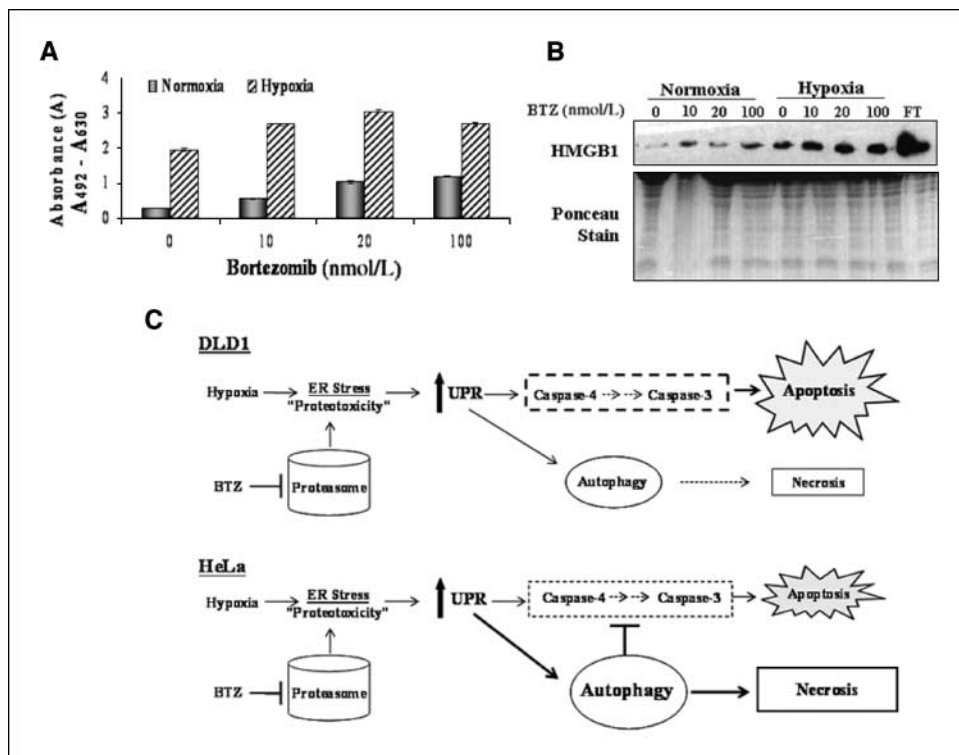 A
Normoxia Hypoxia
Absorbance (A)
A492 - A630
4
3
2
1
0
0 10 20 100
Bortezomib (nmol/L)
B
Normoxia Hypoxia
BTZ (nmol/L) 0 10 20 100 0 10 20 100 FT
HMGB1
Ponceau
Stain
C
DLD1
Hypoxia ER Stress UPR Caspase-4 Caspase-3 Apoptosis
"Proteotoxicity"
BTZ Proteasome Autophagy Necrosis
HeLa
Hypoxia ER Stress UPR Caspase-4 Caspase-3 Apoptosis
"Proteotoxicity"
BTZ Proteasome Autophagy Necrosis